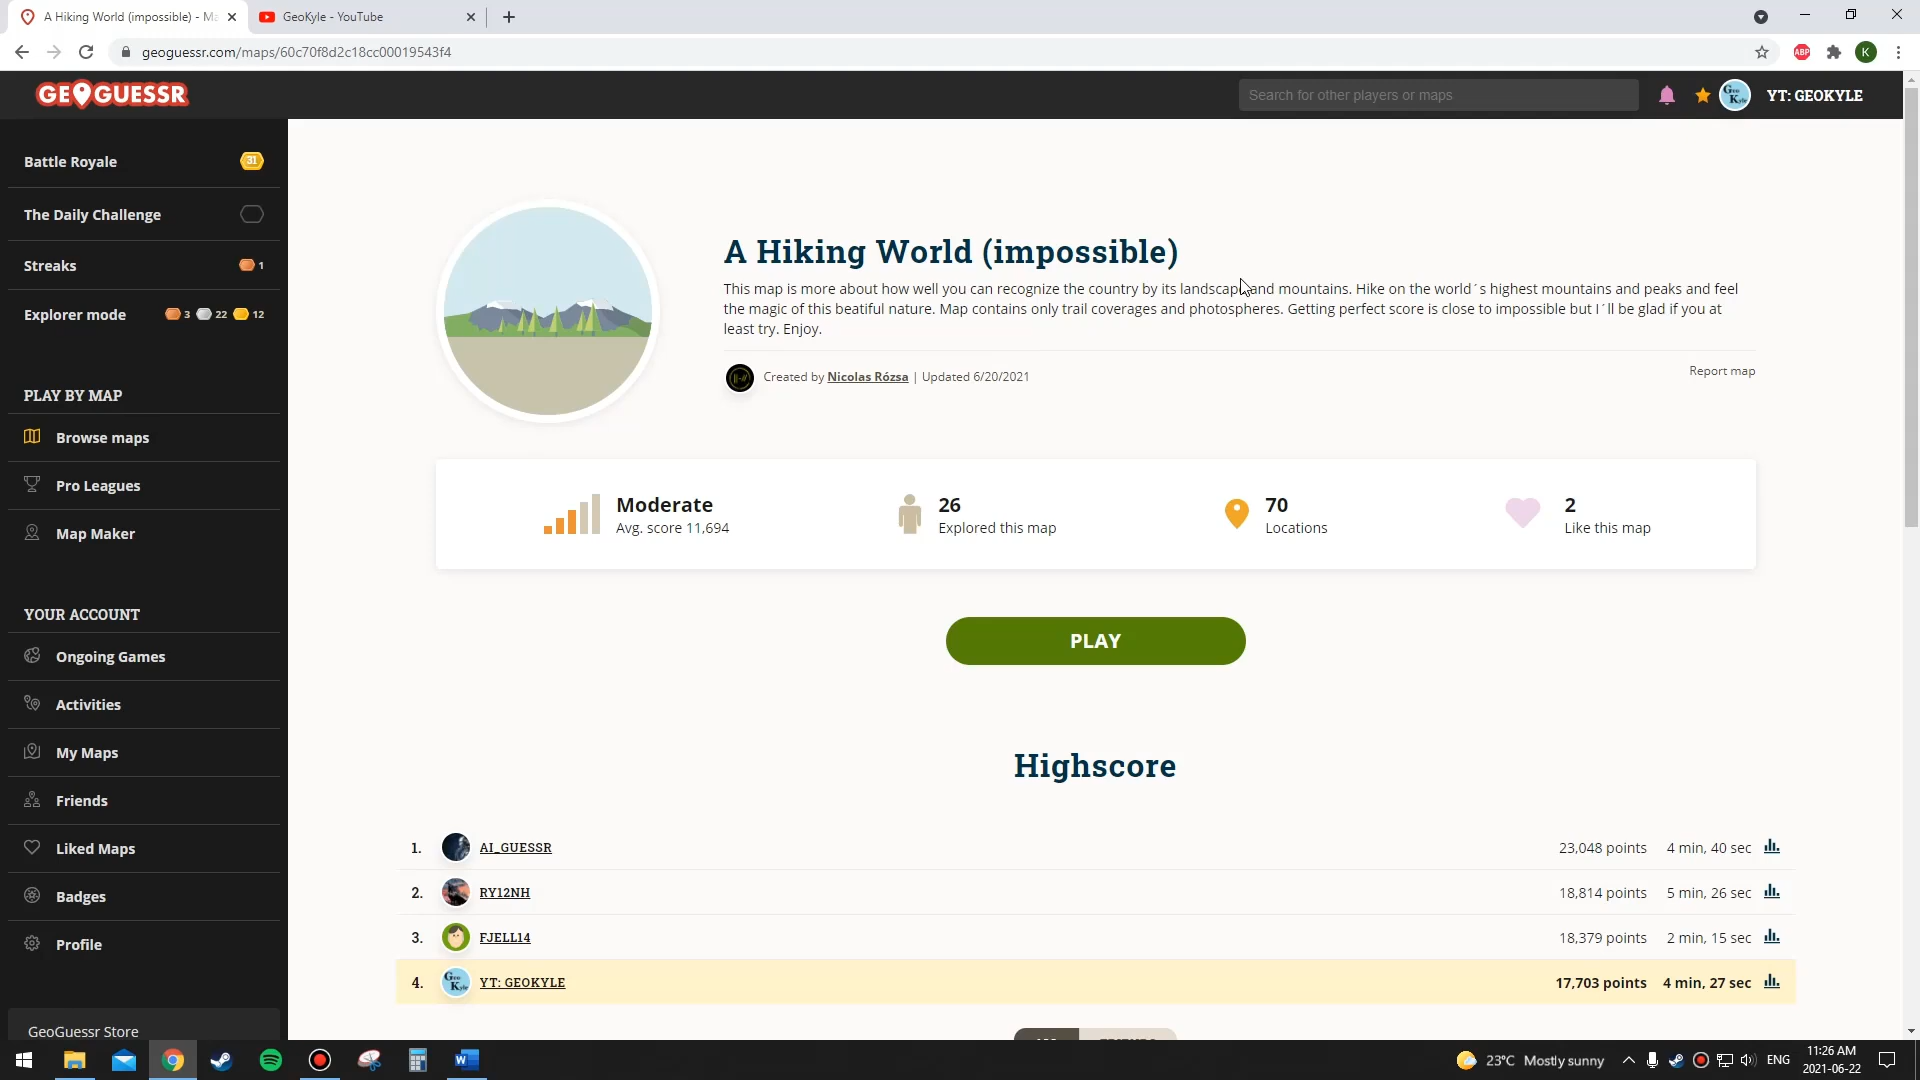 A Hiking World (impossible) - Ma
GeoKyle - YouTube
geoguessr.com/maps/60c70f8d2c18cc00019543f4
ABP
K
GEOGUESSR
Search for other players or maps
Geo Kyle
YT: GEOKYLE
Battle Royale
31
The Daily Challenge
Streaks
1
Explorer mode
3
22
12
PLAY BY MAP
Browse maps
Pro Leagues
Map Maker
YOUR ACCOUNT
Ongoing Games
Activities
My Maps
Friends
Liked Maps
Badges
Profile
GeoGuessr Store
A Hiking World (impossible)
This map is more about how well you can recognize the country by its landscape and mountains. Hike on the world´s highest mountains and peaks and feel
the magic of this beatiful nature. Map contains only trail coverages and photospheres. Getting perfect score is close to impossible but I´ll be glad if you at
least try. Enjoy.
Created by Nicolas Rózsa | Updated 6/20/2021
Report map
Moderate
Avg. score 11,694
26
Explored this map
70
Locations
2
Like this map
PLAY
Highscore
1. AI_GUESSR 23,048 points 4 min, 40 sec
2. RY12NH 18,814 points 5 min, 26 sec
3. FJELL14 18,379 points 2 min, 15 sec
4. Geo Kyle YT: GEOKYLE 17,703 points 4 min, 27 sec
23°C Mostly sunny
ENG
11:26 AM
2021-06-22